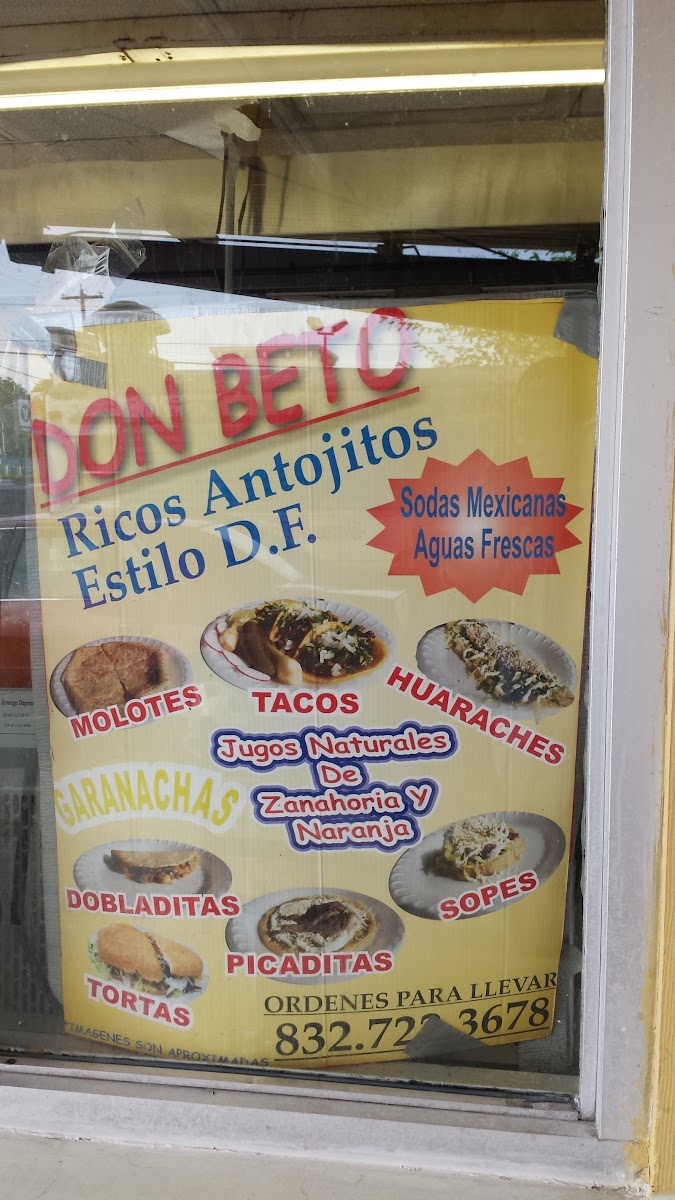 DON BETO
Ricos Antojitos
Estilo D.F.
Sodas Mexicanas
Aguas Frescas
MOLOTES
TACOS
HUARACHES
Jugos Naturales
De
Zanahoria Y
Naranja
GARANACHAS
DOBLADITAS
SOPES
PICADITAS
TORTAS
ORDENES PARA LLEVAR
832. 3678
IMAGENES SON APROXIMADAS